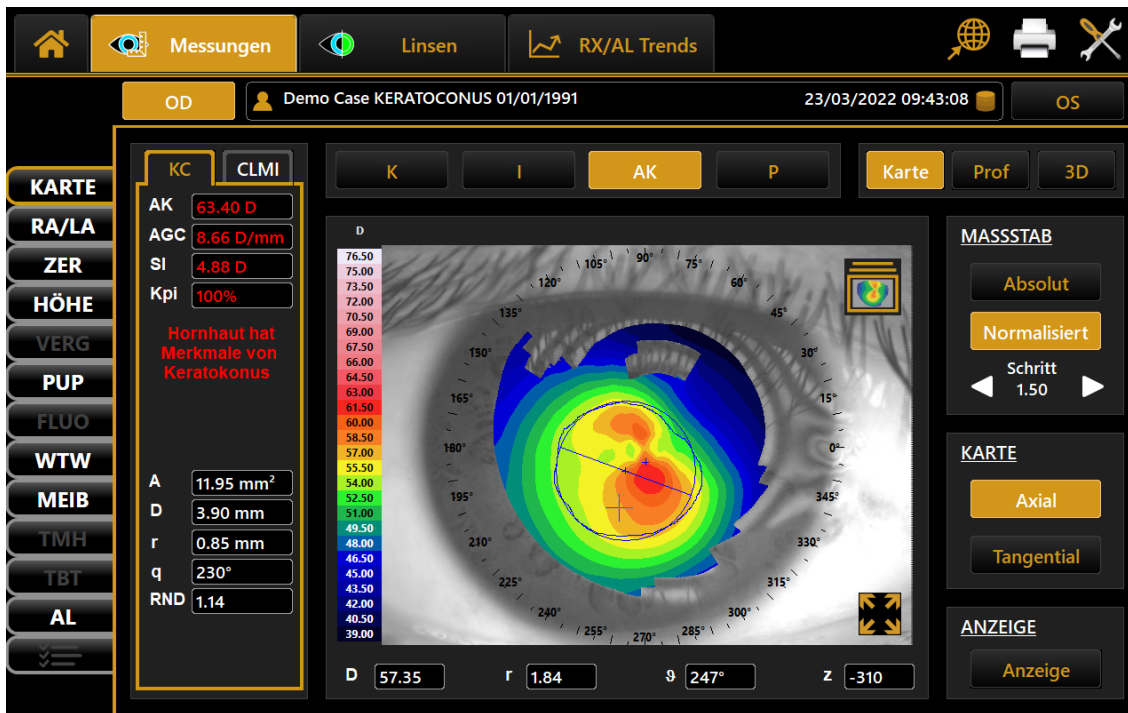 Messungen
Linsen
RX/AL Trends
OD
Demo Case KERATOCONUS 01/01/1991
23/03/2022 09:43:08
OS
KARTE
RA/LA
ZER
HÖHE
VERG
PUP
FLUO
WTW
MEIB
TMH
TBT
AL
KC
CLMI
AK 63.40 D
AGC 8.66 D/mm
SI 4.88 D
Kpi 100%
Hornhaut hat
Merkmale von
Keratokonus
A 11.95 mm²
D 3.90 mm
r 0.85 mm
q 230°
RND 1.14
K
I
AK
P
Karte
Prof
3D
D
76.50
75.00
73.50
72.00
70.50
69.00
67.50
66.00
64.50
63.00
61.50
60.00
58.50
57.00
55.50
54.00
52.50
51.00
49.50
48.00
46.50
45.00
43.50
42.00
40.50
39.00
105°
90°
75°
120°
60°
135°
45°
150°
30°
165°
15°
180°
0°
195°
345°
210°
330°
225°
315°
240°
300°
255°
270°
285°
D 57.35
r 1.84
ϑ 247°
z -310
MASSSTAB
Absolut
Normalisiert
Schritt
1.50
KARTE
Axial
Tangential
ANZEIGE
Anzeige